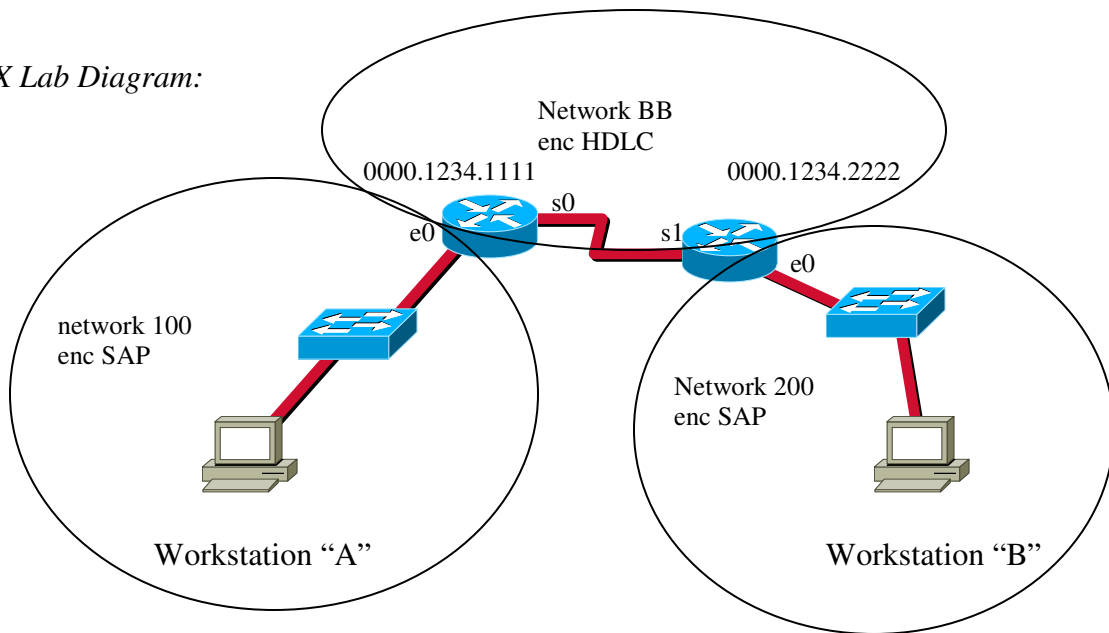 X Lab Diagram:
Network BB
enc HDLC
0000.1234.1111
0000.1234.2222
s0
e0
s1
e0
network 100
enc SAP
Network 200
enc SAP
Workstation “A”
Workstation “B”